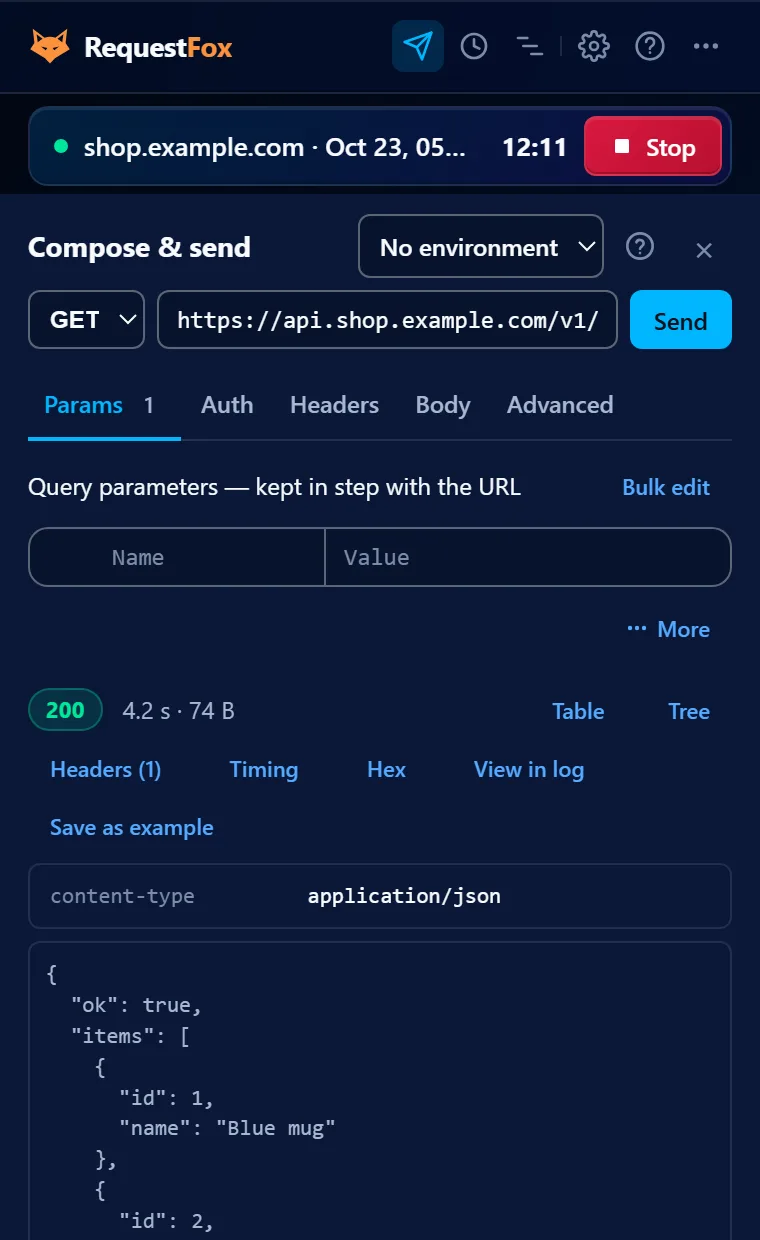 RequestFox
shop.example.com · Oct 23, 05... 12:11 Stop
Compose & send No environment
GET https://api.shop.example.com/v1/ Send
Params 1 Auth Headers Body Advanced
Query parameters — kept in step with the URL Bulk edit
Name Value
··· More
200 4.2 s · 74 B Table Tree
Headers (1) Timing Hex View in log
Save as example
content-type application/json
{
"ok": true,
"items": [
{
"id": 1,
"name": "Blue mug"
},
{
"id": 2,